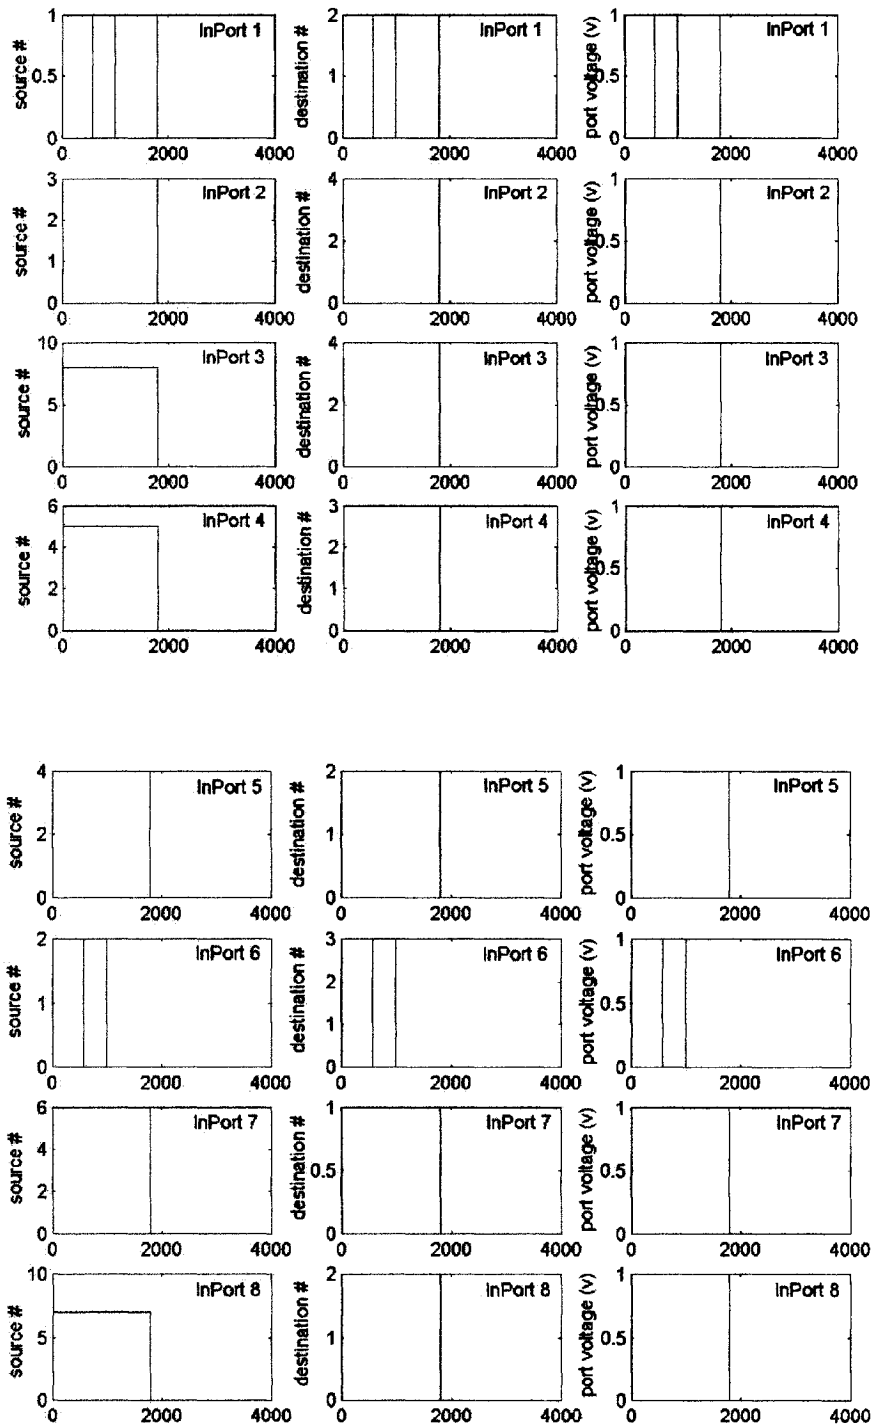 source #
1
0.5
0
InPort 1
0 2000 4000
destination #
2
1
0
InPort 1
0 2000 4000
port voltage (v)
1
0.5
0
InPort 1
0 2000 4000
source #
3
2
1
0
InPort 2
0 2000 4000
destination #
4
2
0
InPort 2
0 2000 4000
port voltage (v)
1
0.5
0
InPort 2
0 2000 4000
source #
10
5
0
InPort 3
0 2000 4000
destination #
4
2
0
InPort 3
0 2000 4000
port voltage (v)
1
0.5
0
InPort 3
0 2000 4000
source #
6
4
2
0
InPort 4
0 2000 4000
destination #
3
2
1
0
InPort 4
0 2000 4000
port voltage (v)
1
0.5
0
InPort 4
0 2000 4000
source #
4
2
0
InPort 5
0 2000 4000
destination #
2
1
0
InPort 5
0 2000 4000
port voltage (v)
1
0.5
0
InPort 5
0 2000 4000
source #
2
1
0
InPort 6
0 2000 4000
destination #
3
2
1
0
InPort 6
0 2000 4000
port voltage (v)
1
0.5
0
InPort 6
0 2000 4000
source #
6
4
2
0
InPort 7
0 2000 4000
destination #
1
0.5
0
InPort 7
0 2000 4000
port voltage (v)
1
0.5
0
InPort 7
0 2000 4000
source #
10
5
0
InPort 8
0 2000 4000
destination #
2
1
0
InPort 8
0 2000 4000
port voltage (v)
1
0.5
0
InPort 8
0 2000 4000